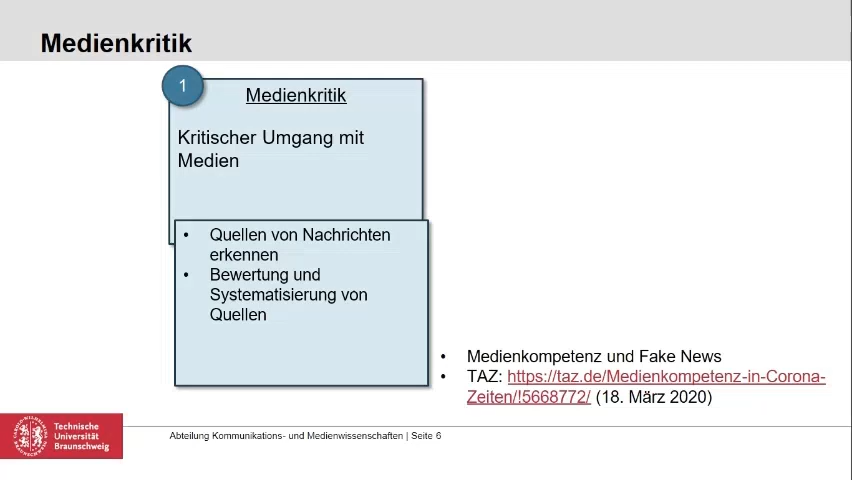 Medienkritik
1
Medienkritik
Kritischer Umgang mit
Medien
• Quellen von Nachrichten
erkennen
• Bewertung und
Systematisierung von
Quellen
• Medienkompetenz und Fake News
• TAZ: https://taz.de/Medienkompetenz-in-Corona-
Zeiten/!5668772/ (18. März 2020)
Technische
Universität
Braunschweig
Abteilung Kommunikations- und Medienwissenschaften | Seite 6